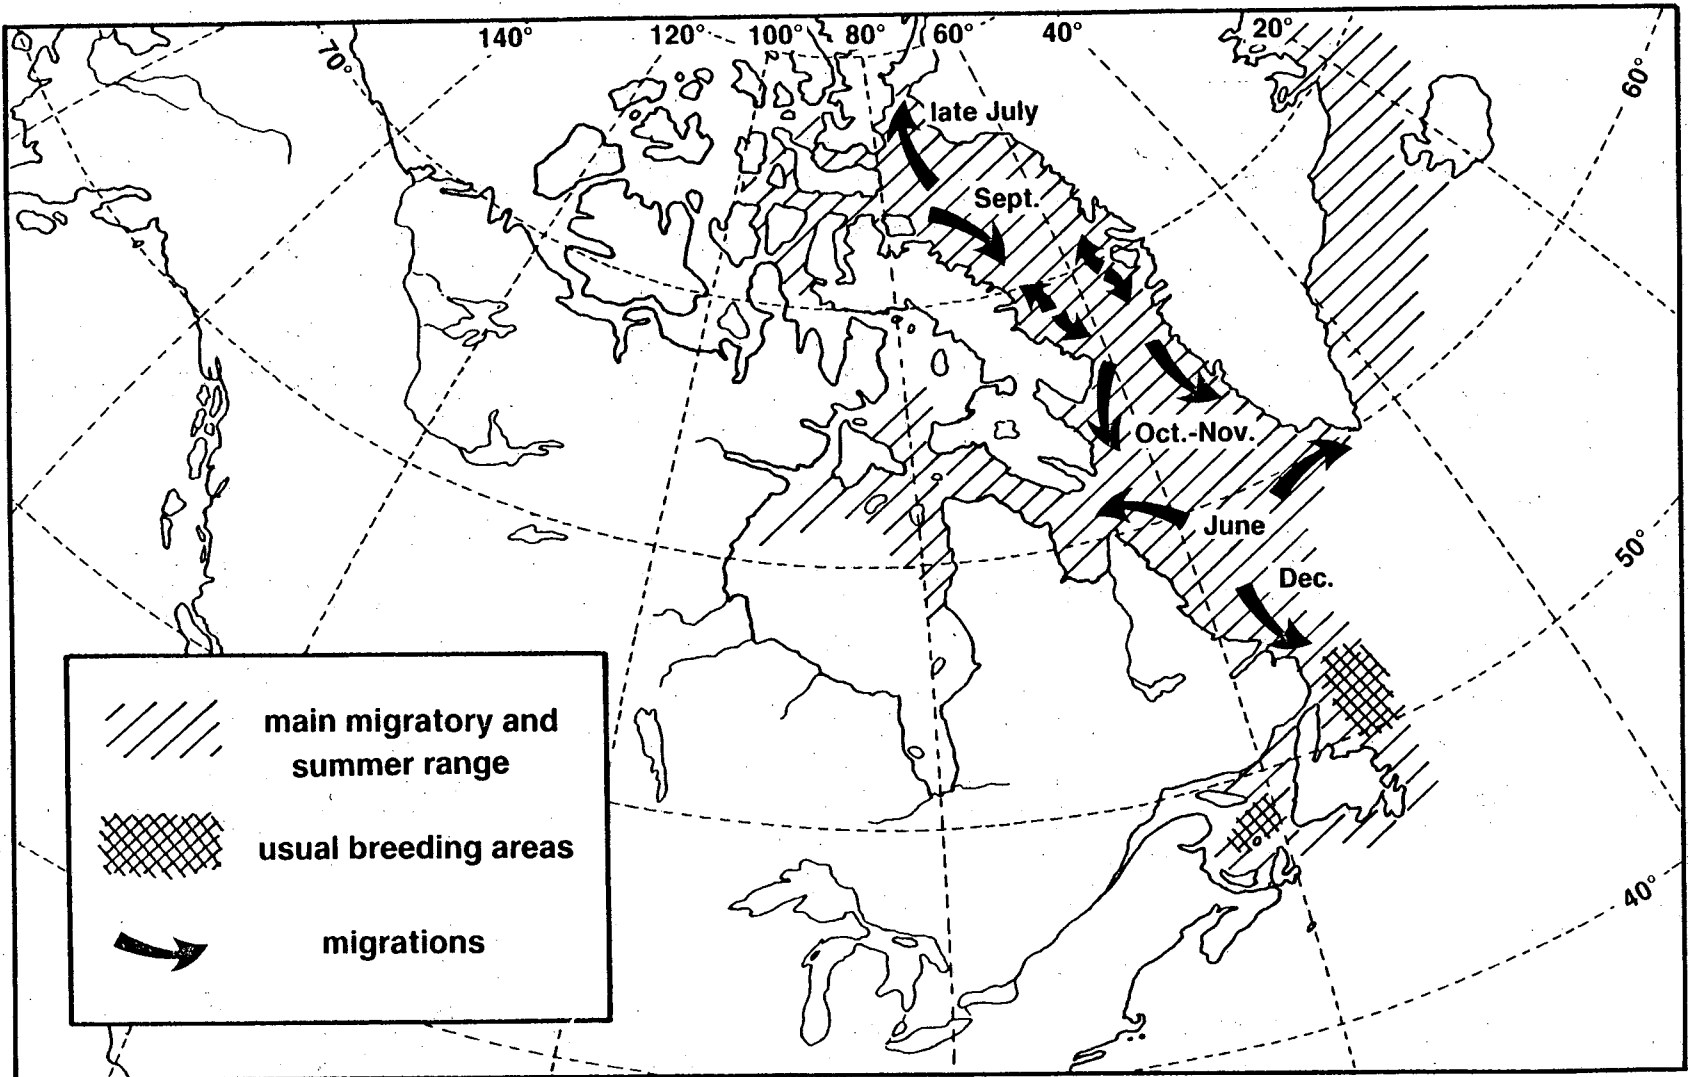 70°
140°
120°
100°
80°
60°
40°
20°
60°
late July
Sept.
Oct.-Nov.
June
Dec.
50°
40°
main migratory and
summer range
usual breeding areas
migrations